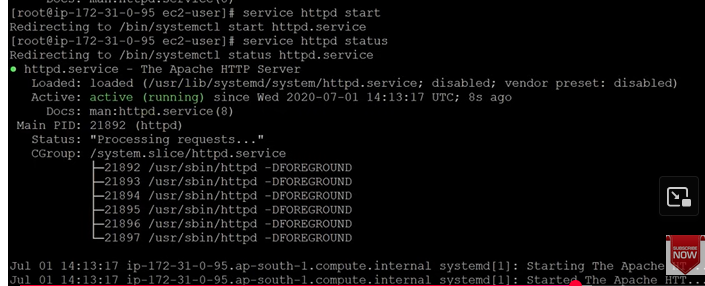 Docs: man:httpd.service(8)
[root@ip-172-31-0-95 ec2-user]# service httpd start
Redirecting to /bin/systemctl start httpd.service
[root@ip-172-31-0-95 ec2-user]# service httpd status
Redirecting to /bin/systemctl status httpd.service
● httpd.service - The Apache HTTP Server
Loaded: loaded (/usr/lib/systemd/system/httpd.service; disabled; vendor preset: disabled)
Active: active (running) since Wed 2020-07-01 14:13:17 UTC; 8s ago
Docs: man:httpd.service(8)
Main PID: 21892 (httpd)
Status: "Processing requests..."
CGroup: /system.slice/httpd.service
├─21892 /usr/sbin/httpd -DFOREGROUND
├─21893 /usr/sbin/httpd -DFOREGROUND
├─21894 /usr/sbin/httpd -DFOREGROUND
├─21895 /usr/sbin/httpd -DFOREGROUND
├─21896 /usr/sbin/httpd -DFOREGROUND
└─21897 /usr/sbin/httpd -DFOREGROUND
SUBSCRIBE
NOW
Jul 01 14:13:17 ip-172-31-0-95.ap-south-1.compute.internal systemd[1]: Starting The Apache HT...
Jul 01 14:13:17 ip-172-31-0-95.ap-south-1.compute.internal systemd[1]: Started The Apache HTT...